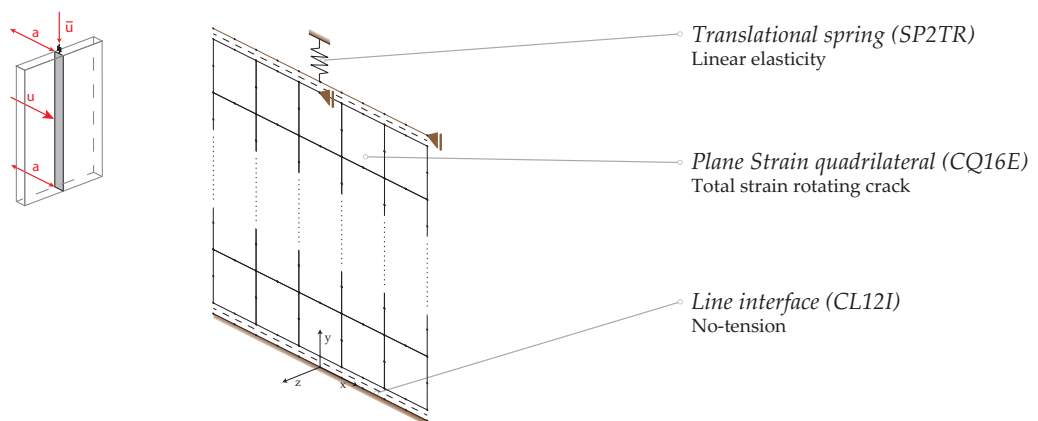 a
ū
u
a
Translational spring (SP2TR)
Linear elasticity
Plane Strain quadrilateral (CQ16E)
Total strain rotating crack
Line interface (CL12I)
No-tension
y
z
x